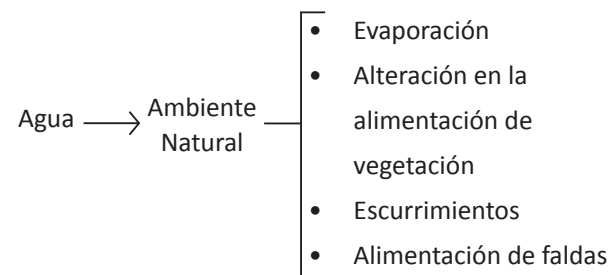 Agua
Ambiente
Natural
• Evaporación
• Alteración en la
alimentación de
vegetación
• Escurrimientos
• Alimentación de faldas